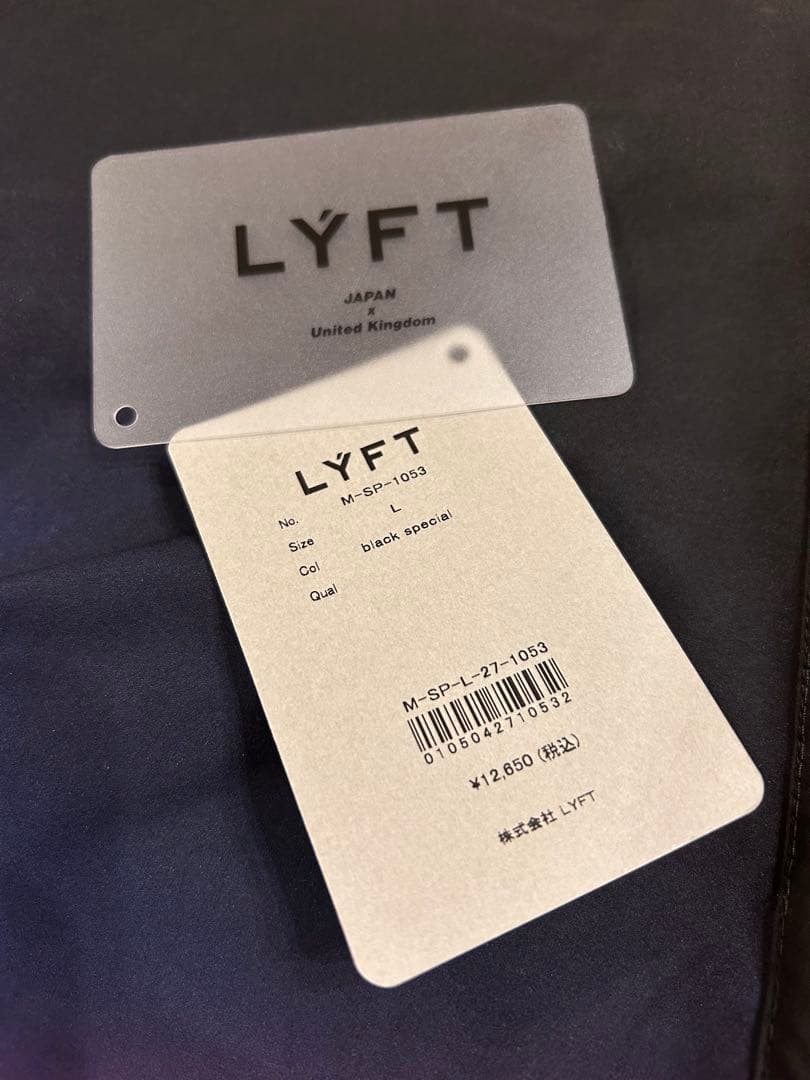 LÝFT
JAPAN
x
United Kingdom
LÝFT
No. M-SP-1053
Size L
Col black special
Qual
M-SP-L-27-1053
0105042710532
¥12,650 (税込)
株式会社 LYFT